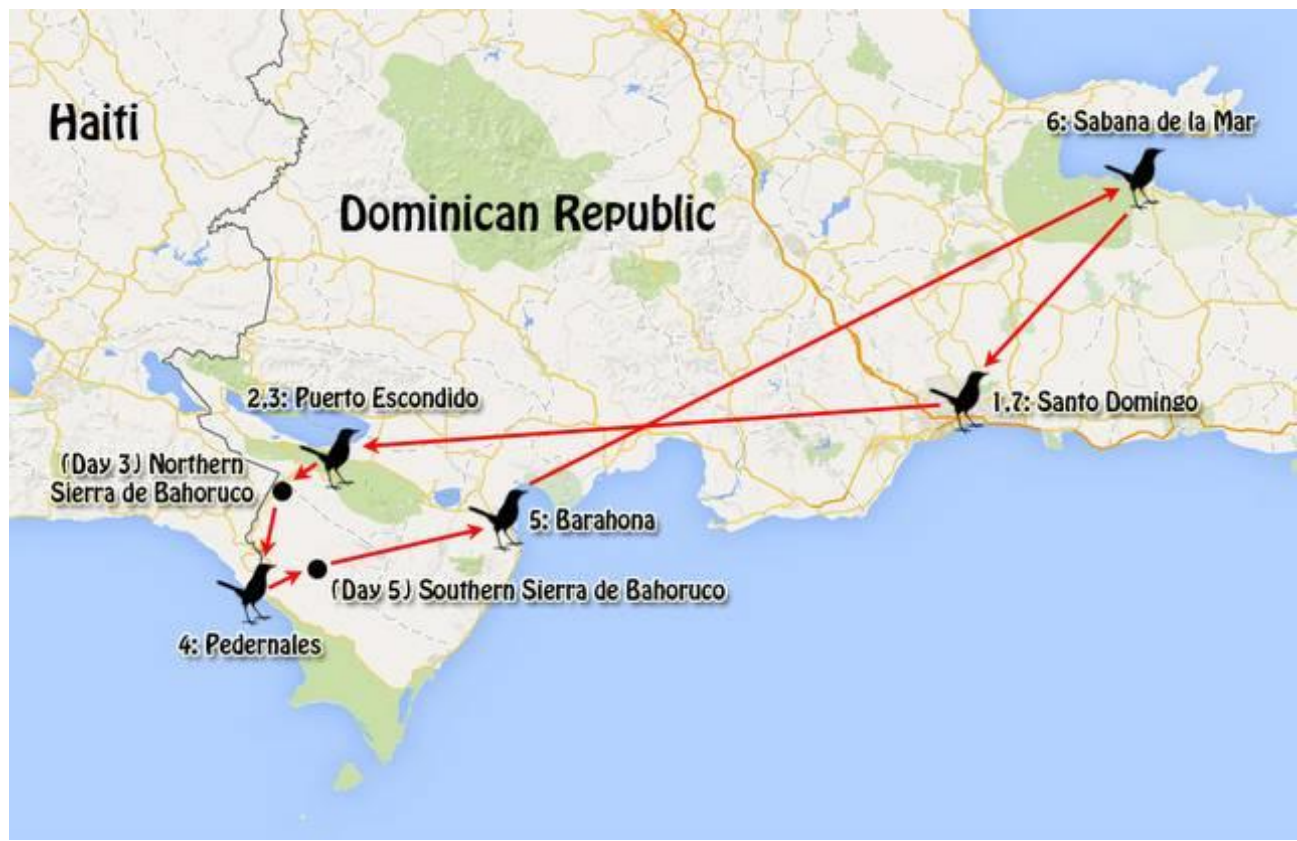 Haiti
Dominican Republic
6: Sabana de la Mar
2,3: Puerto Escondido
1,7: Santo Domingo
(Day 3) Northern
Sierra de Bahoruco
5: Barahona
(Day 5) Southern Sierra de Bahoruco
4: Pedernales